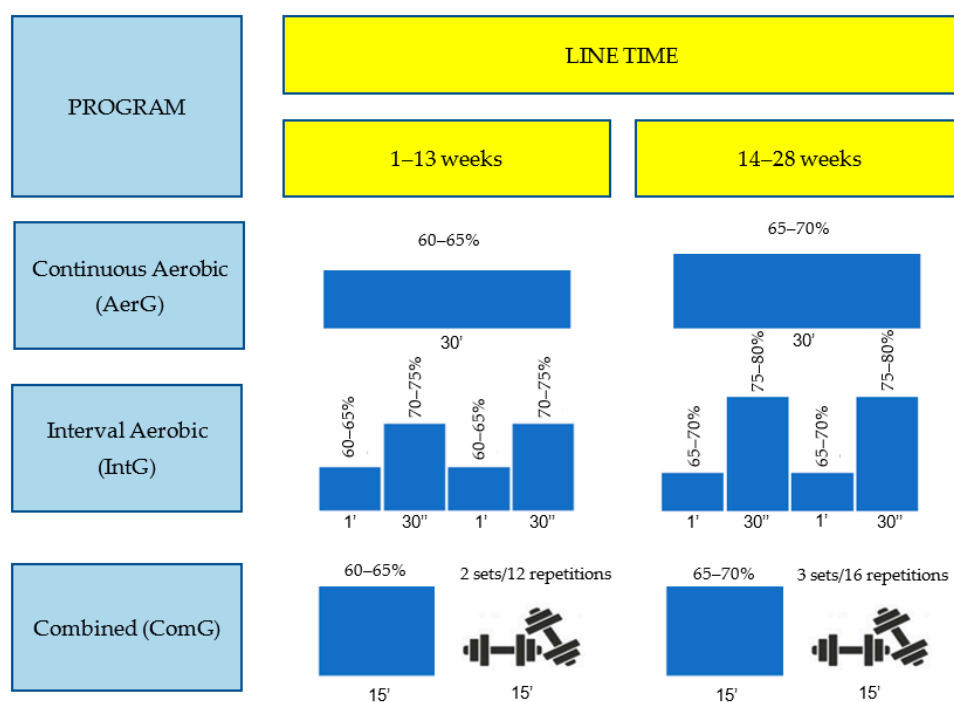 PROGRAM
LINE TIME
1–13 weeks
14–28 weeks
Continuous Aerobic
(AerG)
60–65%
30'
65–70%
30'
Interval Aerobic
(IntG)
60–65%
70–75%
60–65%
70–75%
1'
30"
1'
30"
65–70%
75–80%
65–70%
75–80%
1'
30"
1'
30"
Combined (ComG)
60–65%
15'
2 sets/12 repetitions
15'
65–70%
15'
3 sets/16 repetitions
15'